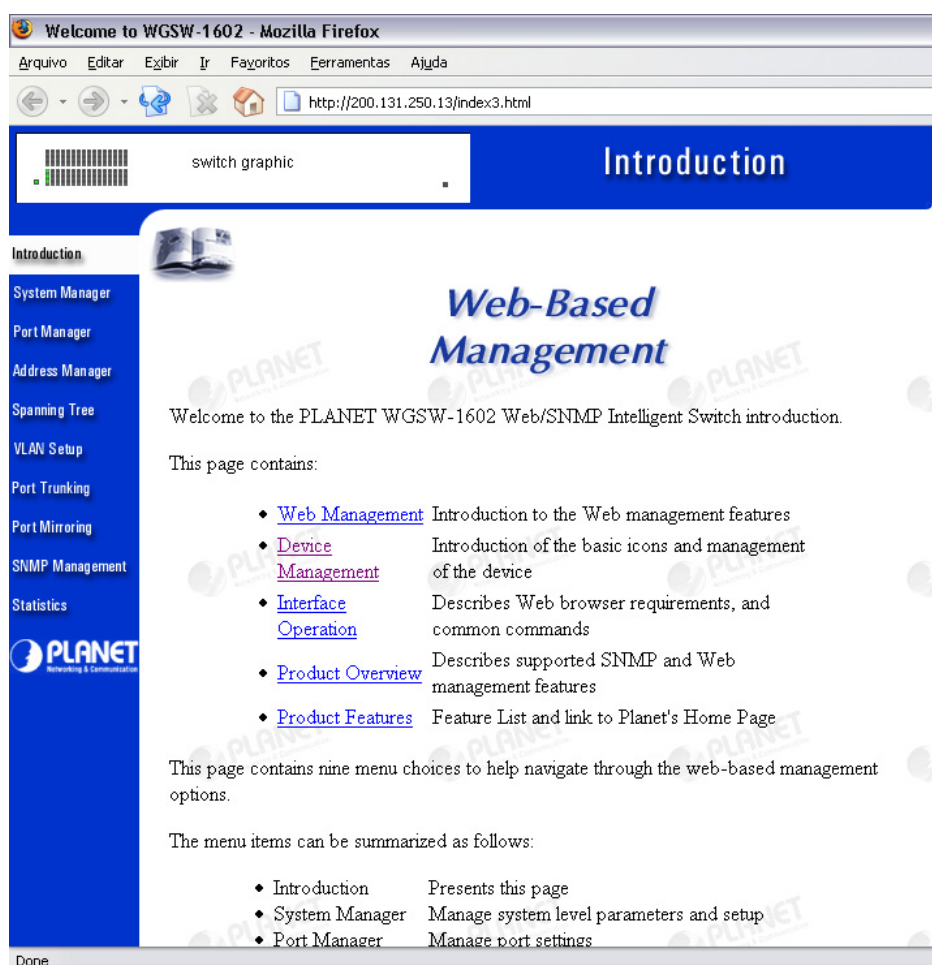 Welcome to WGSW-1602 - Mozilla Firefox
Arquivo Editar Exibir Ir Favoritos Ferramentas Ajuda
http://200.131.250.13/index3.html
switch graphic
Introduction
Introduction
System Manager
Port Manager
Address Manager
Spanning Tree
VLAN Setup
Port Trunking
Port Mirroring
SNMP Management
Statistics
PLANET
Networking & Communication
Web-Based
Management
Welcome to the PLANET WGSW-1602 Web/SNMP Intelligent Switch introduction.
This page contains:
• Web Management Introduction to the Web management features
• Device Introduction of the basic icons and management
Management of the device
• Interface Describes Web browser requirements, and
Operation common commands
• Product Overview Describes supported SNMP and Web
management features
• Product Features Feature List and link to Planet's Home Page
This page contains nine menu choices to help navigate through the web-based management
options.
The menu items can be summarized as follows:
• Introduction Presents this page
• System Manager Manage system level parameters and setup
• Port Manager Manage port settings
Done